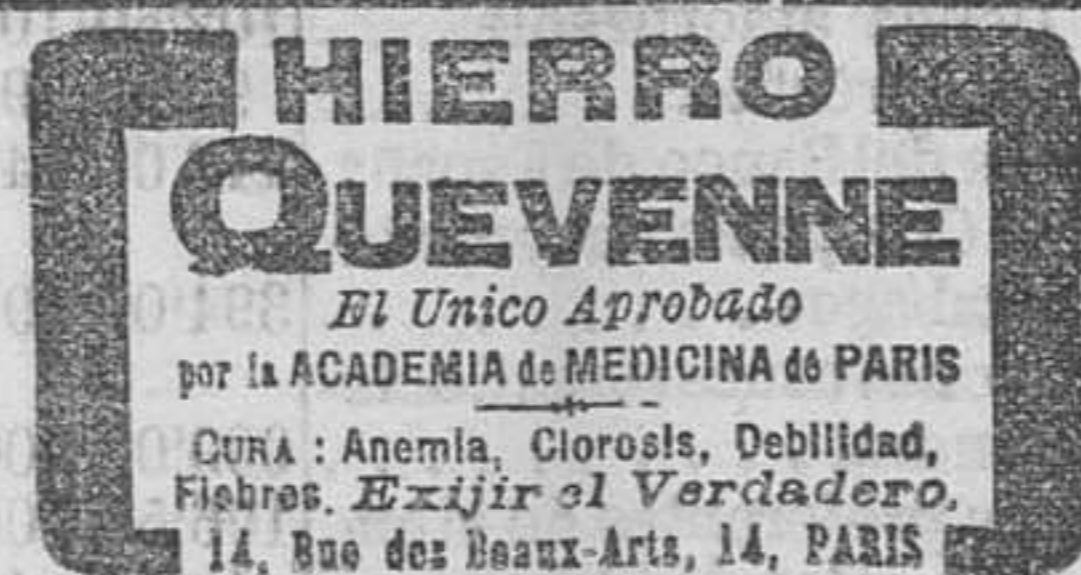 HIERRO
QUEVENNE
El Unico Aprobado
por la ACADEMIA de MEDICINA de PARIS
CURA : Anemia, Clorosis, Debilidad,
Fiebres. Exijir el Verdadero.
14, Rue des Beaux-Arts, 14, PARIS